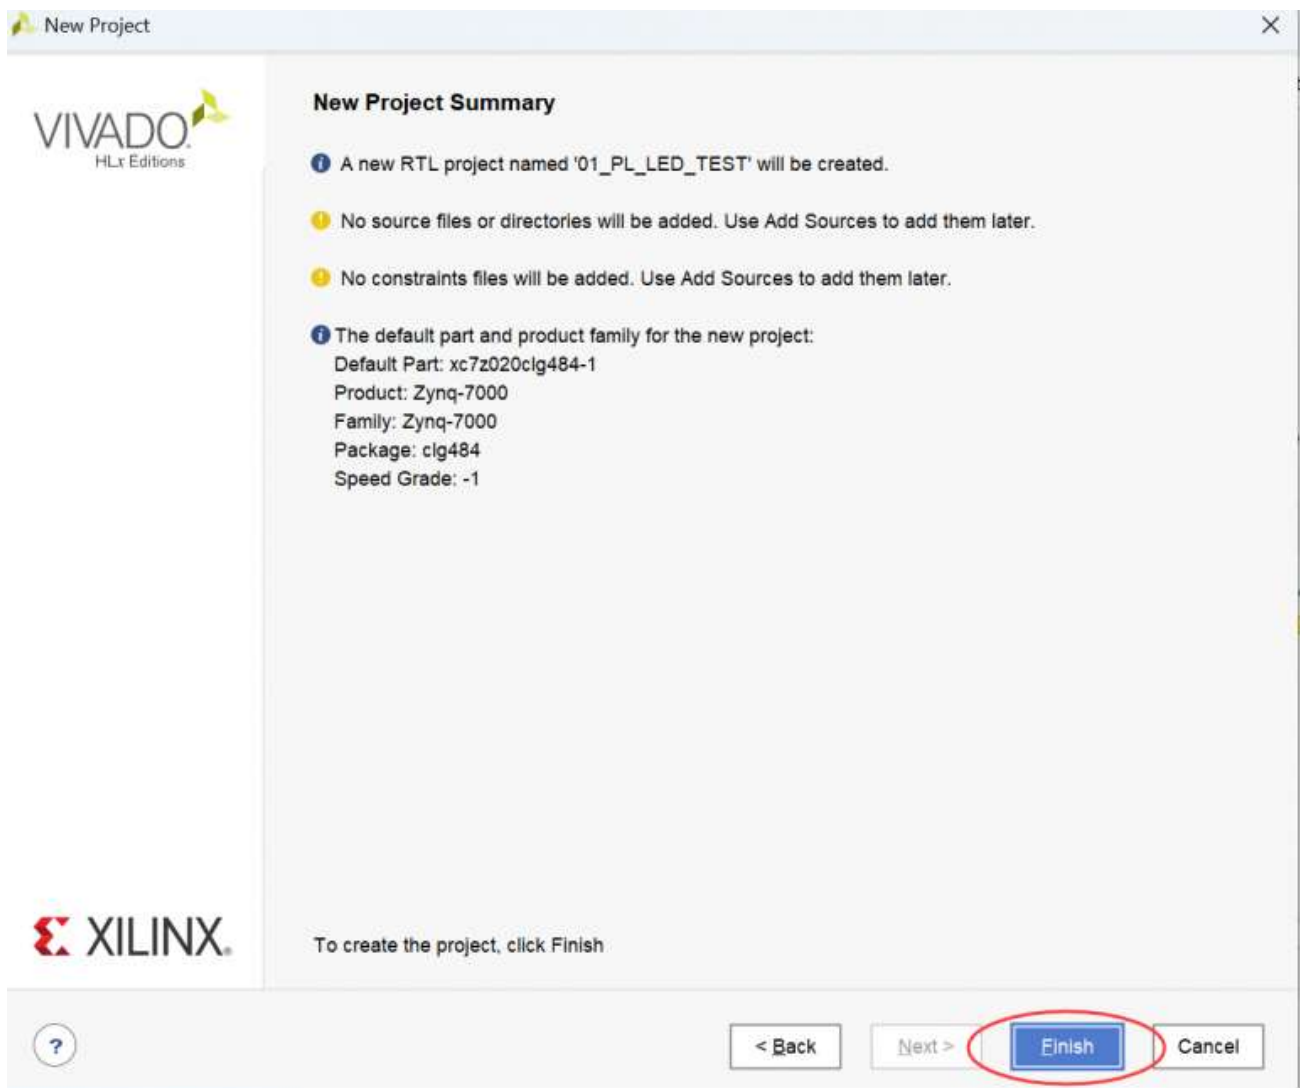 New Project
VIVADO.
HLx Editions
New Project Summary
A new RTL project named '01_PL_LED_TEST' will be created.
No source files or directories will be added. Use Add Sources to add them later.
No constraints files will be added. Use Add Sources to add them later.
The default part and product family for the new project:
Default Part: xc7z020clg484-1
Product: Zynq-7000
Family: Zynq-7000
Package: clg484
Speed Grade: -1
XILINX.
To create the project, click Finish
?
< Back
Next >
Finish
Cancel